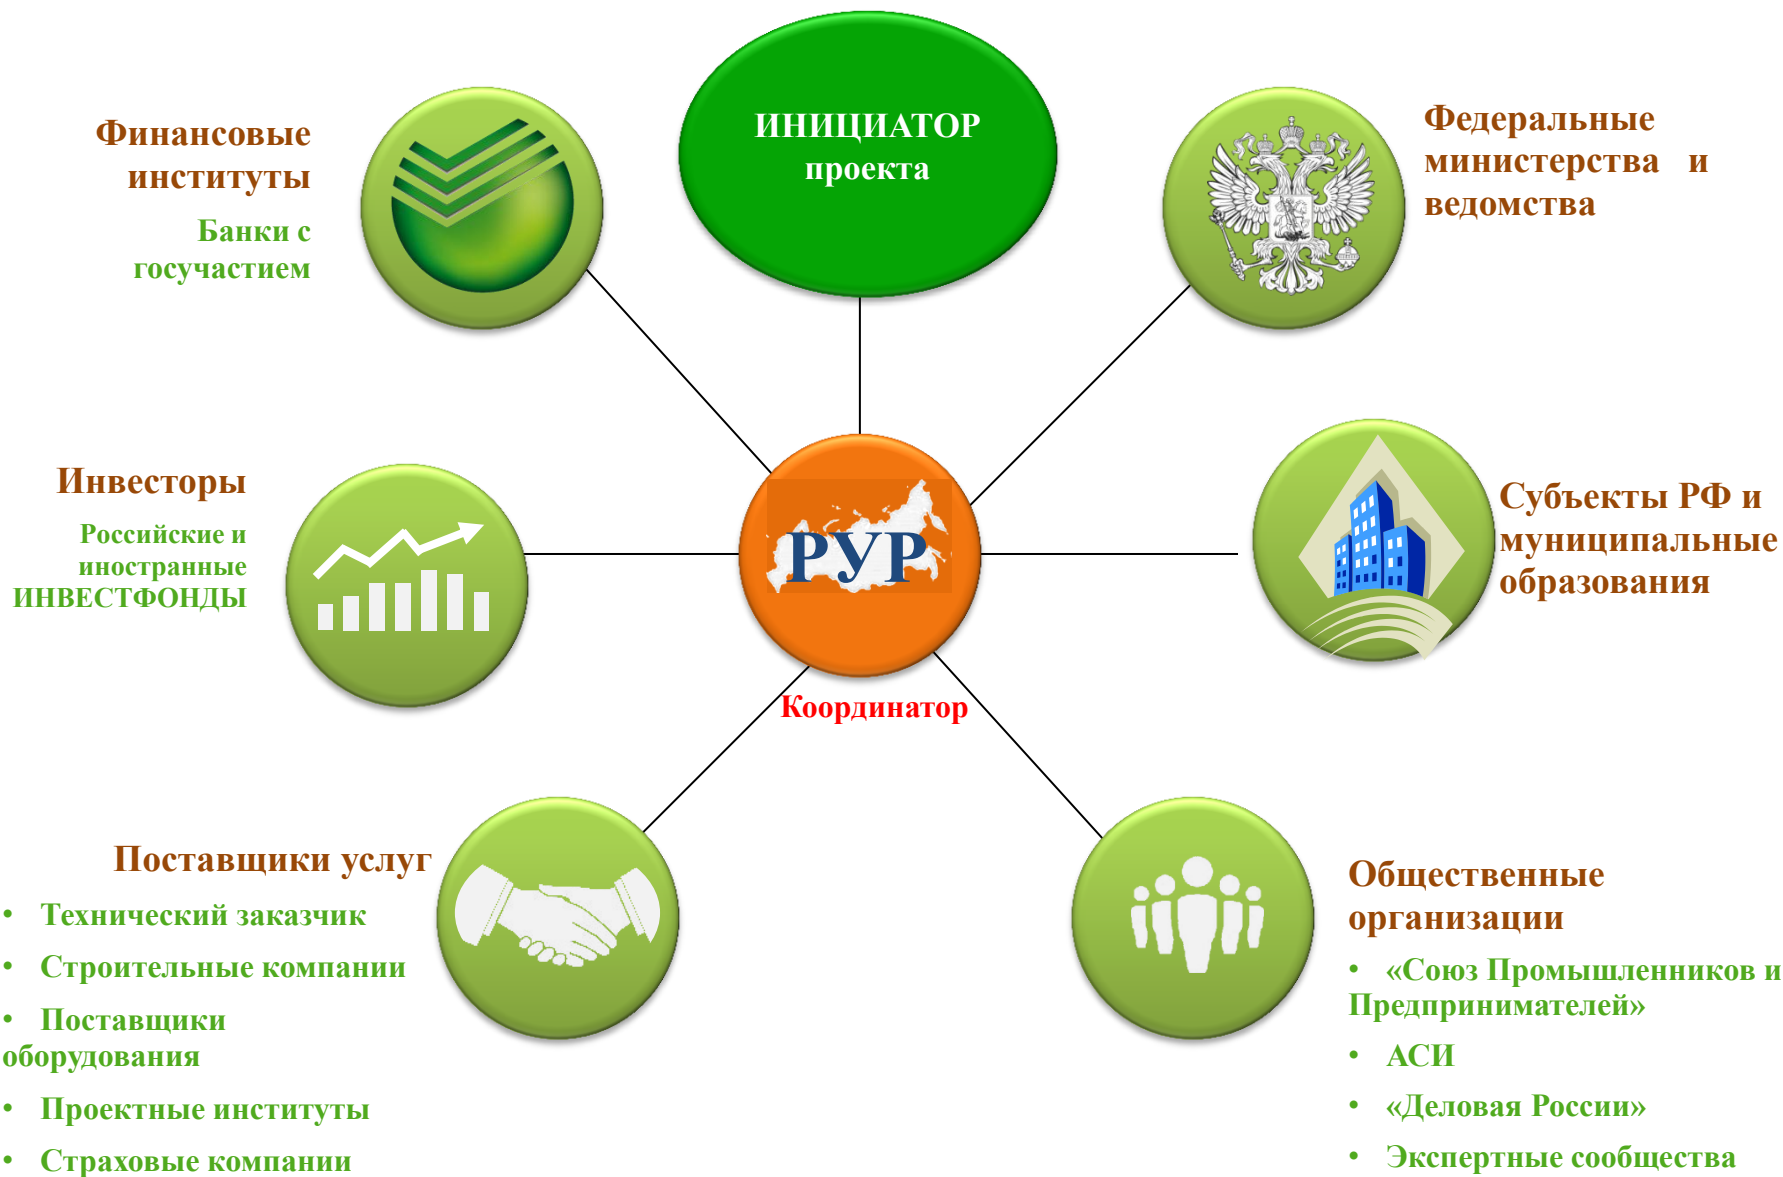 ИНИЦИАТОР
проекта
Финансовые
институты
Банки с
госучастием
Федеральные
министерства и
ведомства
Инвесторы
Российские и
иностранные
ИНВЕСТФОНДЫ
РУР
Координатор
Субъекты РФ и
муниципальные
образования
Поставщики услуг
• Технический заказчик
• Строительные компании
• Поставщики
оборудования
• Проектные институты
• Страховые компании
Общественные
организации
• «Союз Промышленников и
Предпринимателей»
• АСИ
• «Деловая России»
• Экспертные сообщества